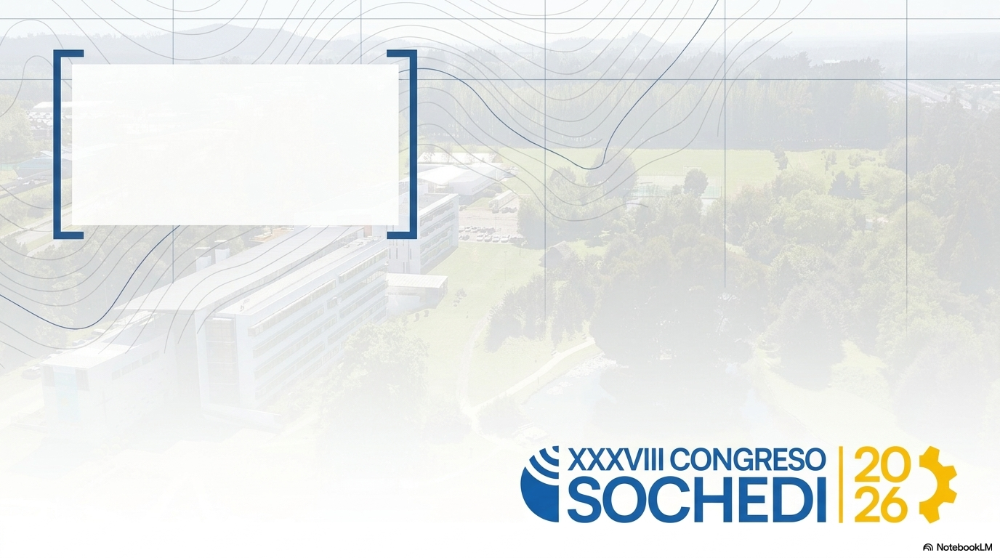 XXXVIII CONGRESO
SOCHEDI
20
26
NotebookLM